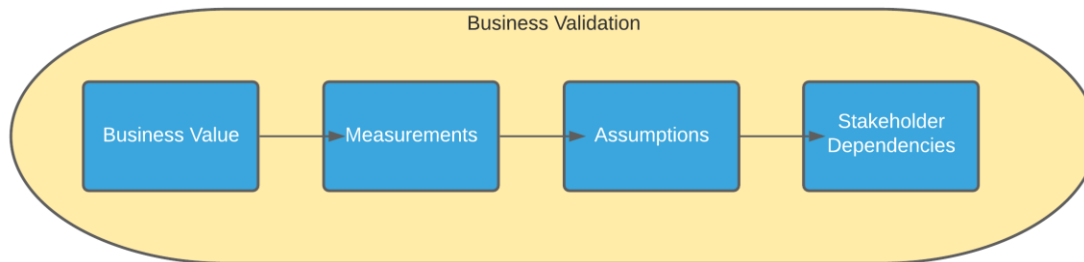 Business Validation
Business Value
Measurements
Assumptions
Stakeholder
Dependencies